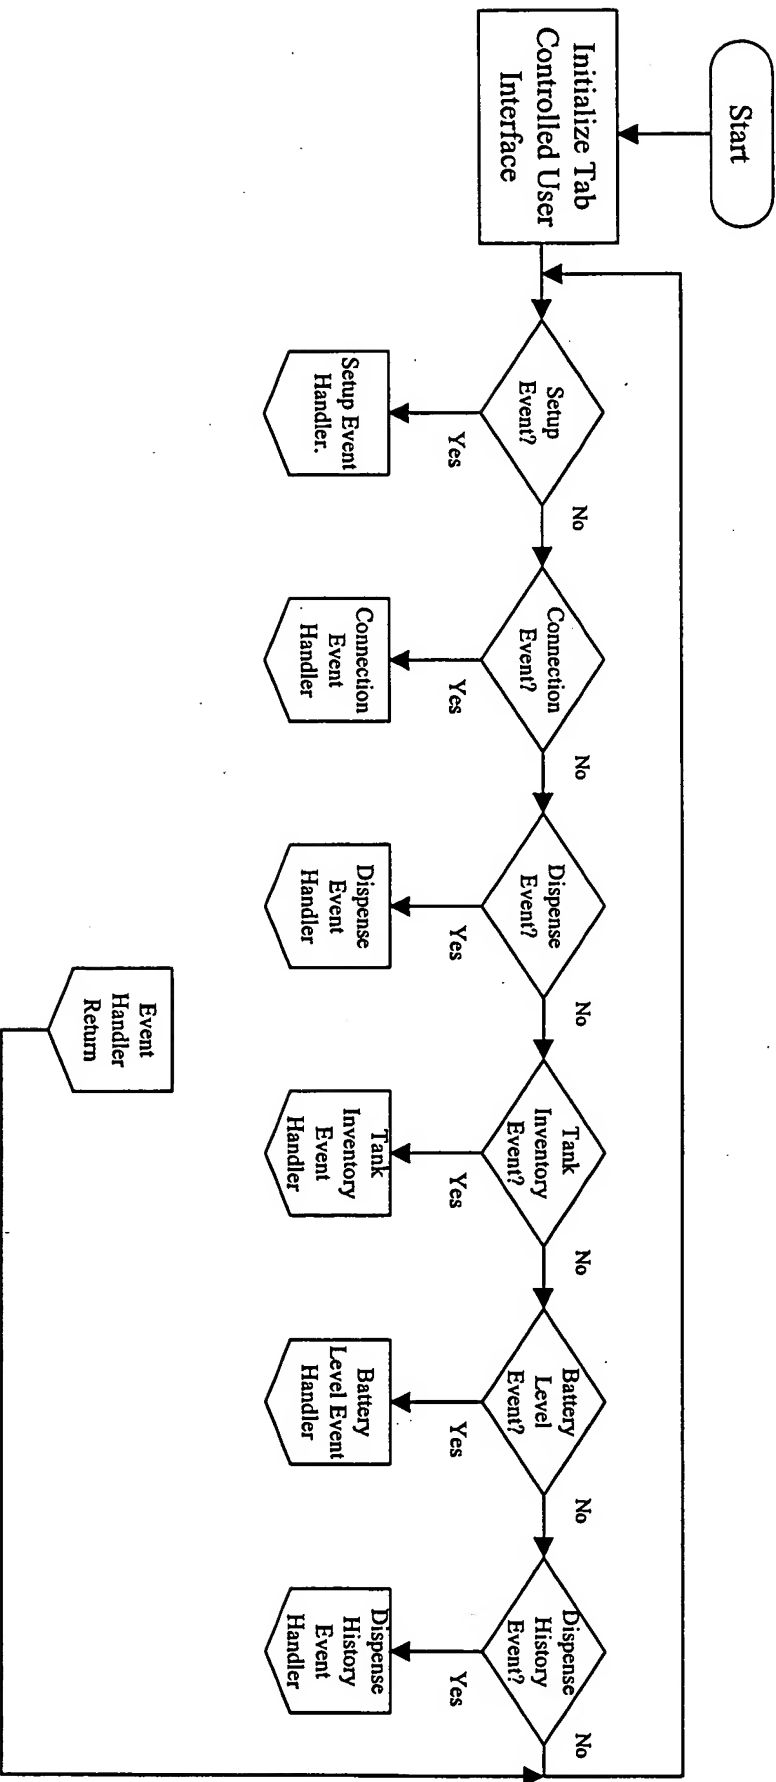 Start
Initialize Tab
Controlled User
Interface
Setup
Event?
No
Yes
Setup Event
Handler.
Connection
Event?
No
Yes
Connection
Event
Handler
Dispense
Event?
No
Yes
Dispense
Event
Handler
Tank
Inventory
Event?
No
Yes
Tank
Inventory
Event
Handler
Battery
Level
Event?
No
Yes
Battery
Level Event
Handler
Dispense
History
Event?
No
Yes
Dispense
History
Event
Handler
Event
Handler
Return